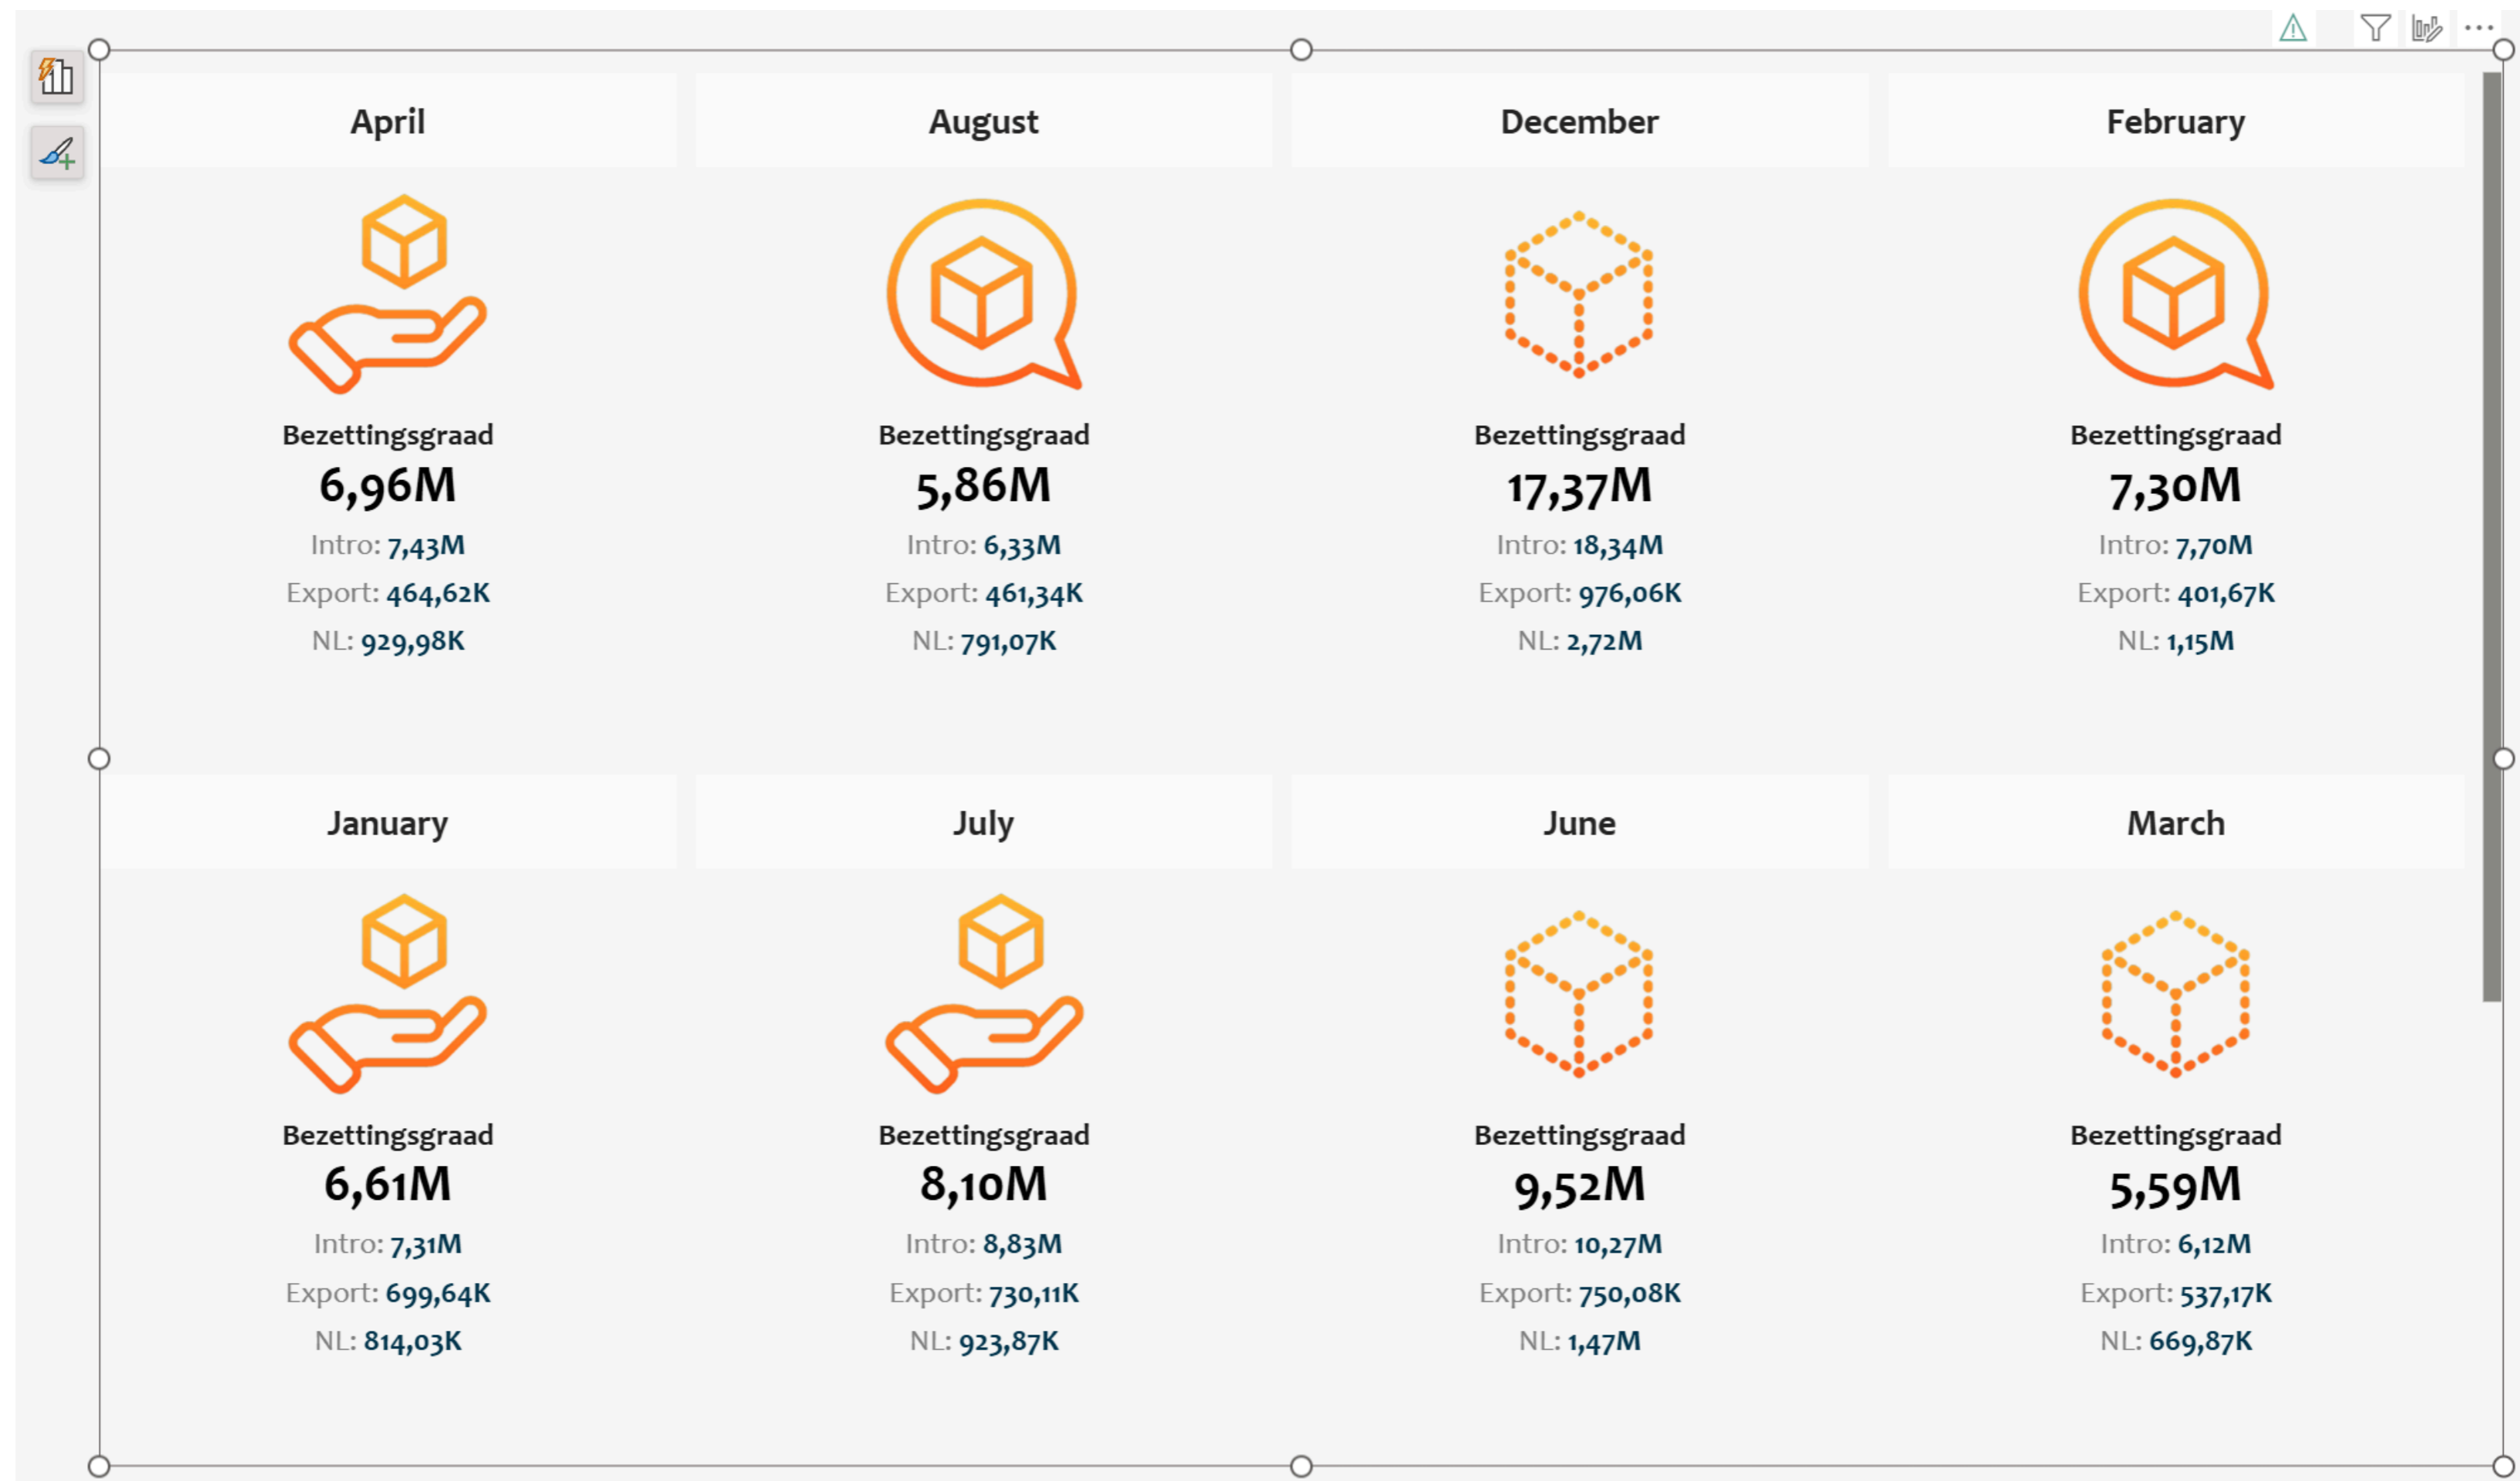 April
Bezettingsgraad
6,96M
Intro: 7,43M
Export: 464,62K
NL: 929,98K
August
Bezettingsgraad
5,86M
Intro: 6,33M
Export: 461,34K
NL: 791,07K
December
Bezettingsgraad
17,37M
Intro: 18,34M
Export: 976,06K
NL: 2,72M
February
Bezettingsgraad
7,30M
Intro: 7,70M
Export: 401,67K
NL: 1,15M
January
Bezettingsgraad
6,61M
Intro: 7,31M
Export: 699,64K
NL: 814,03K
July
Bezettingsgraad
8,10M
Intro: 8,83M
Export: 730,11K
NL: 923,87K
June
Bezettingsgraad
9,52M
Intro: 10,27M
Export: 750,08K
NL: 1,47M
March
Bezettingsgraad
5,59M
Intro: 6,12M
Export: 537,17K
NL: 669,87K